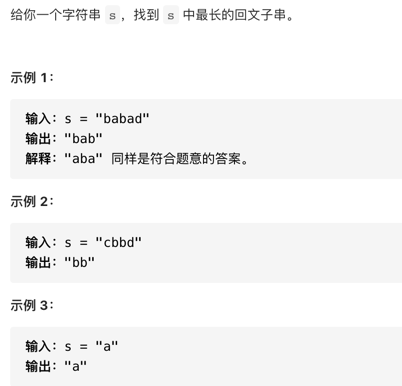 给你一个字符串 s，找到 s 中最长的回文子串。
示例 1：
输入：s = "babad"
输出："bab"
解释："aba" 同样是符合题意的答案。
示例 2：
输入：s = "cbbd"
输出："bb"
示例 3：
输入：s = "a"
输出："a"